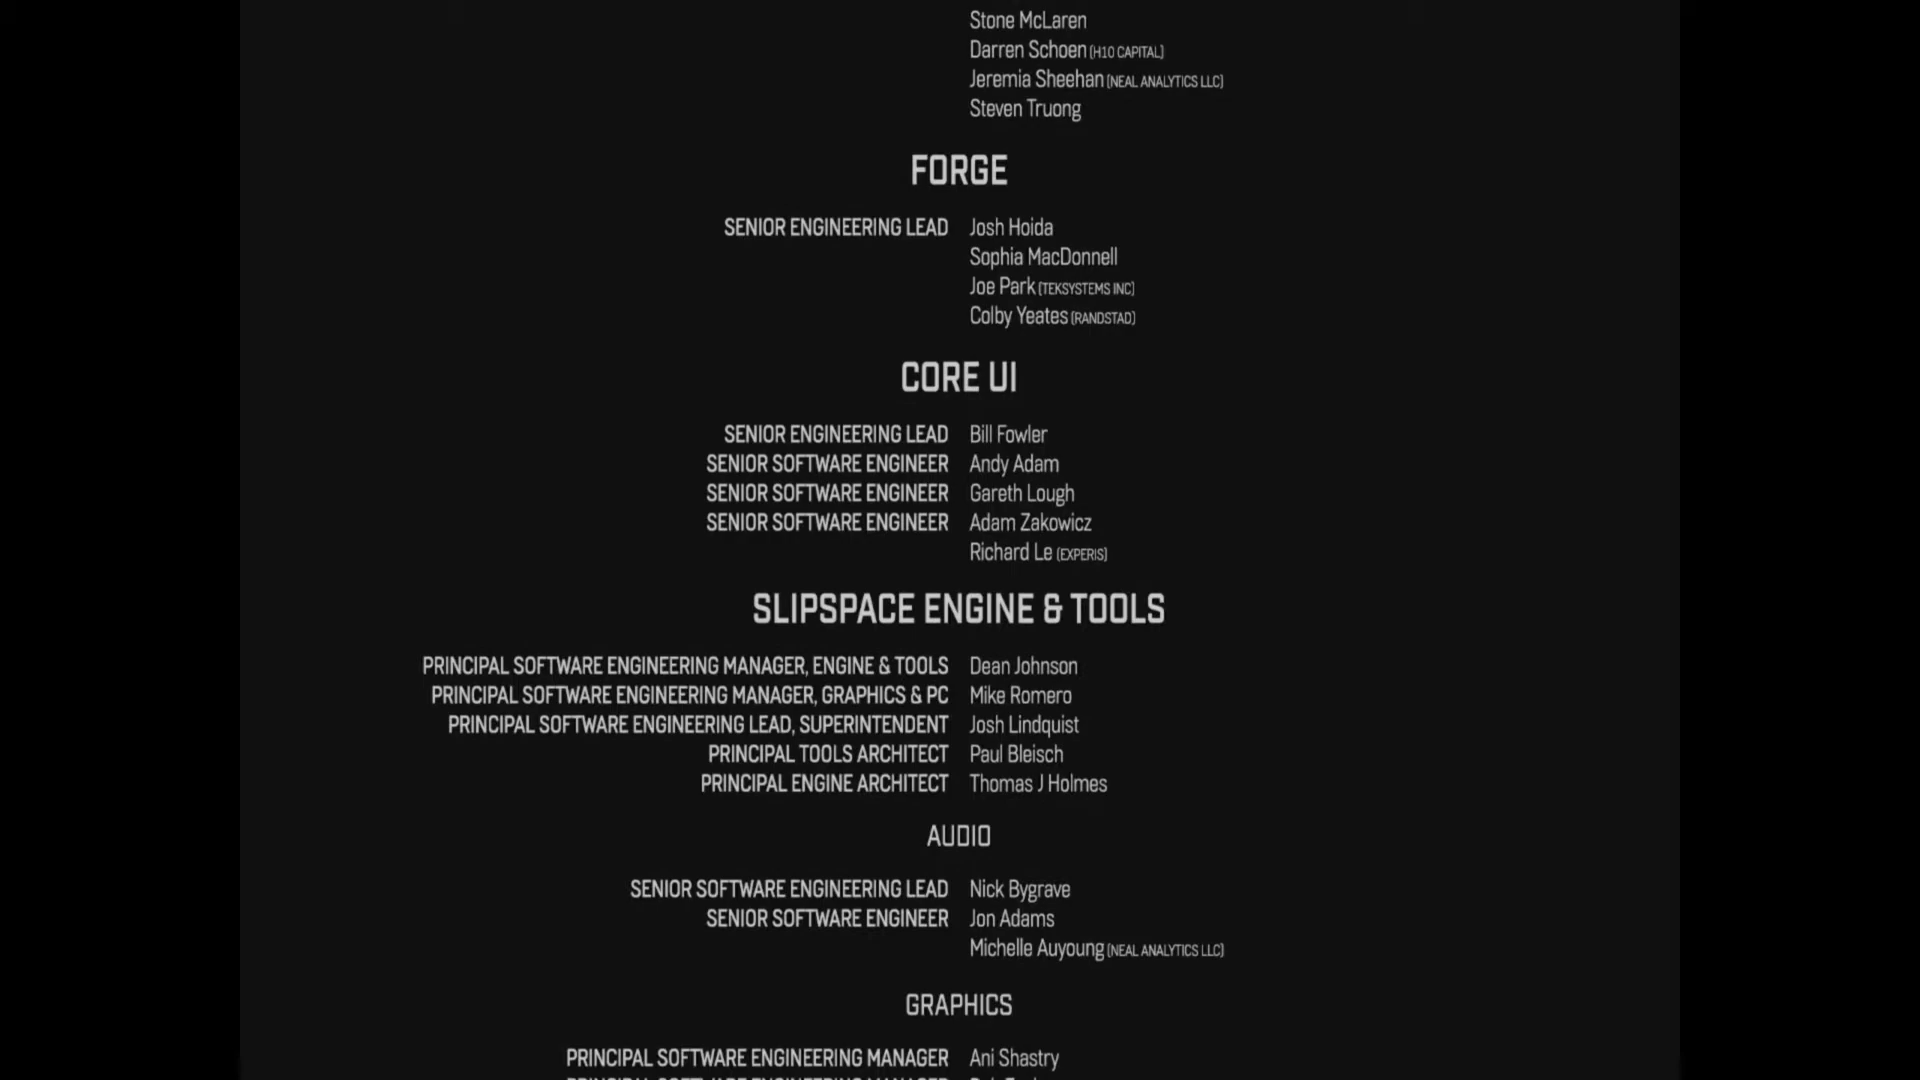 Stone McLaren
Darren Schoen (H10 CAPITAL)
Jeremia Sheehan (NEAL ANALYTICS LLC)
Steven Truong
FORGE
SENIOR ENGINEERING LEAD Josh Hoida
Sophia MacDonnell
Joe Park (TEKSYSTEMS INC)
Colby Yeates (RANDSTAD)
CORE UI
SENIOR ENGINEERING LEAD Bill Fowler
SENIOR SOFTWARE ENGINEER Andy Adam
SENIOR SOFTWARE ENGINEER Gareth Lough
SENIOR SOFTWARE ENGINEER Adam Zakowicz
Richard Le (EXPERIS)
SLIPSPACE ENGINE & TOOLS
PRINCIPAL SOFTWARE ENGINEERING MANAGER, ENGINE & TOOLS Dean Johnson
PRINCIPAL SOFTWARE ENGINEERING MANAGER, GRAPHICS & PC Mike Romero
PRINCIPAL SOFTWARE ENGINEERING LEAD, SUPERINTENDENT Josh Lindquist
PRINCIPAL TOOLS ARCHITECT Paul Bleisch
PRINCIPAL ENGINE ARCHITECT Thomas J Holmes
AUDIO
SENIOR SOFTWARE ENGINEERING LEAD Nick Bygrave
SENIOR SOFTWARE ENGINEER Jon Adams
Michelle Auyoung (NEAL ANALYTICS LLC)
GRAPHICS
PRINCIPAL SOFTWARE ENGINEERING MANAGER Ani Shastry
PRINCIPAL SOFTWARE ENGINEERING MANAGER